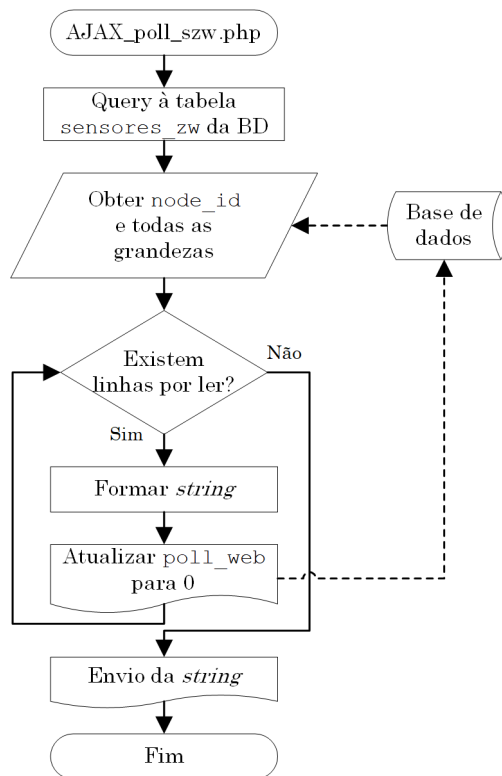 AJAX_poll_szw.php
Query à tabela
sensores_zw da BD
Obter node_id
e todas as
grandezas
Base de
dados
Existem
linhas por ler?
Não
Sim
Formar string
Atualizar poll_web
para 0
Envio da string
Fim